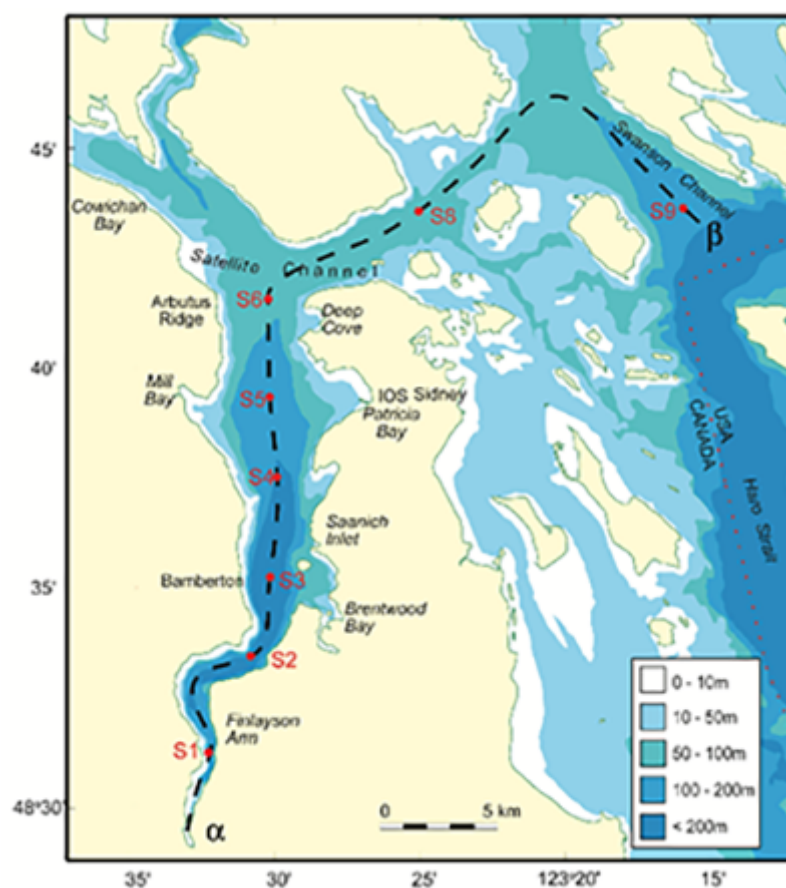 45'
Cowichan
Bay
Swanson Channel
S8
S9
β
Satellito Channel
S6
Arbutus
Ridge
Deep
Cove
40'
Mill
Bay
S5
IOS Sidney
Patricia
Bay
USA
CANADA
S4
Haro Strait
Saanich
Inlet
35'
Bamberton
S3
Brentwood
Bay
S2
0 - 10m
10 - 50m
50 - 100m
100 - 200m
< 200m
Finlayson
Arm
S1
48°30'
0 5 km
α
35' 30' 25' 123°20' 15'